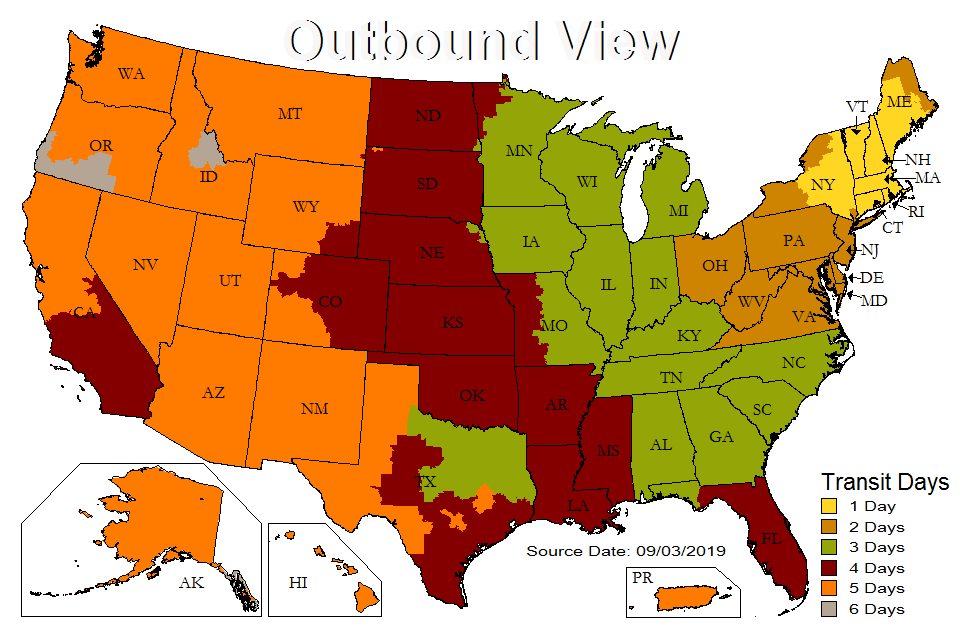 Outbound View
WA
MT
ND
OR
ID
MN
VT
ME
NH
MA
WI
SD
NY
WY
MI
RI
CT
IA
PA
NJ
NE
NV
UT
OH
DE
IL
IN
MD
CO
WV
CA
KS
MO
VA
KY
NC
TN
AZ
OK
AR
NM
SC
GA
AL
MS
TX
LA
FL
Transit Days
1 Day
2 Days
3 Days
4 Days
5 Days
6 Days
Source Date: 09/03/2019
AK
HI
PR